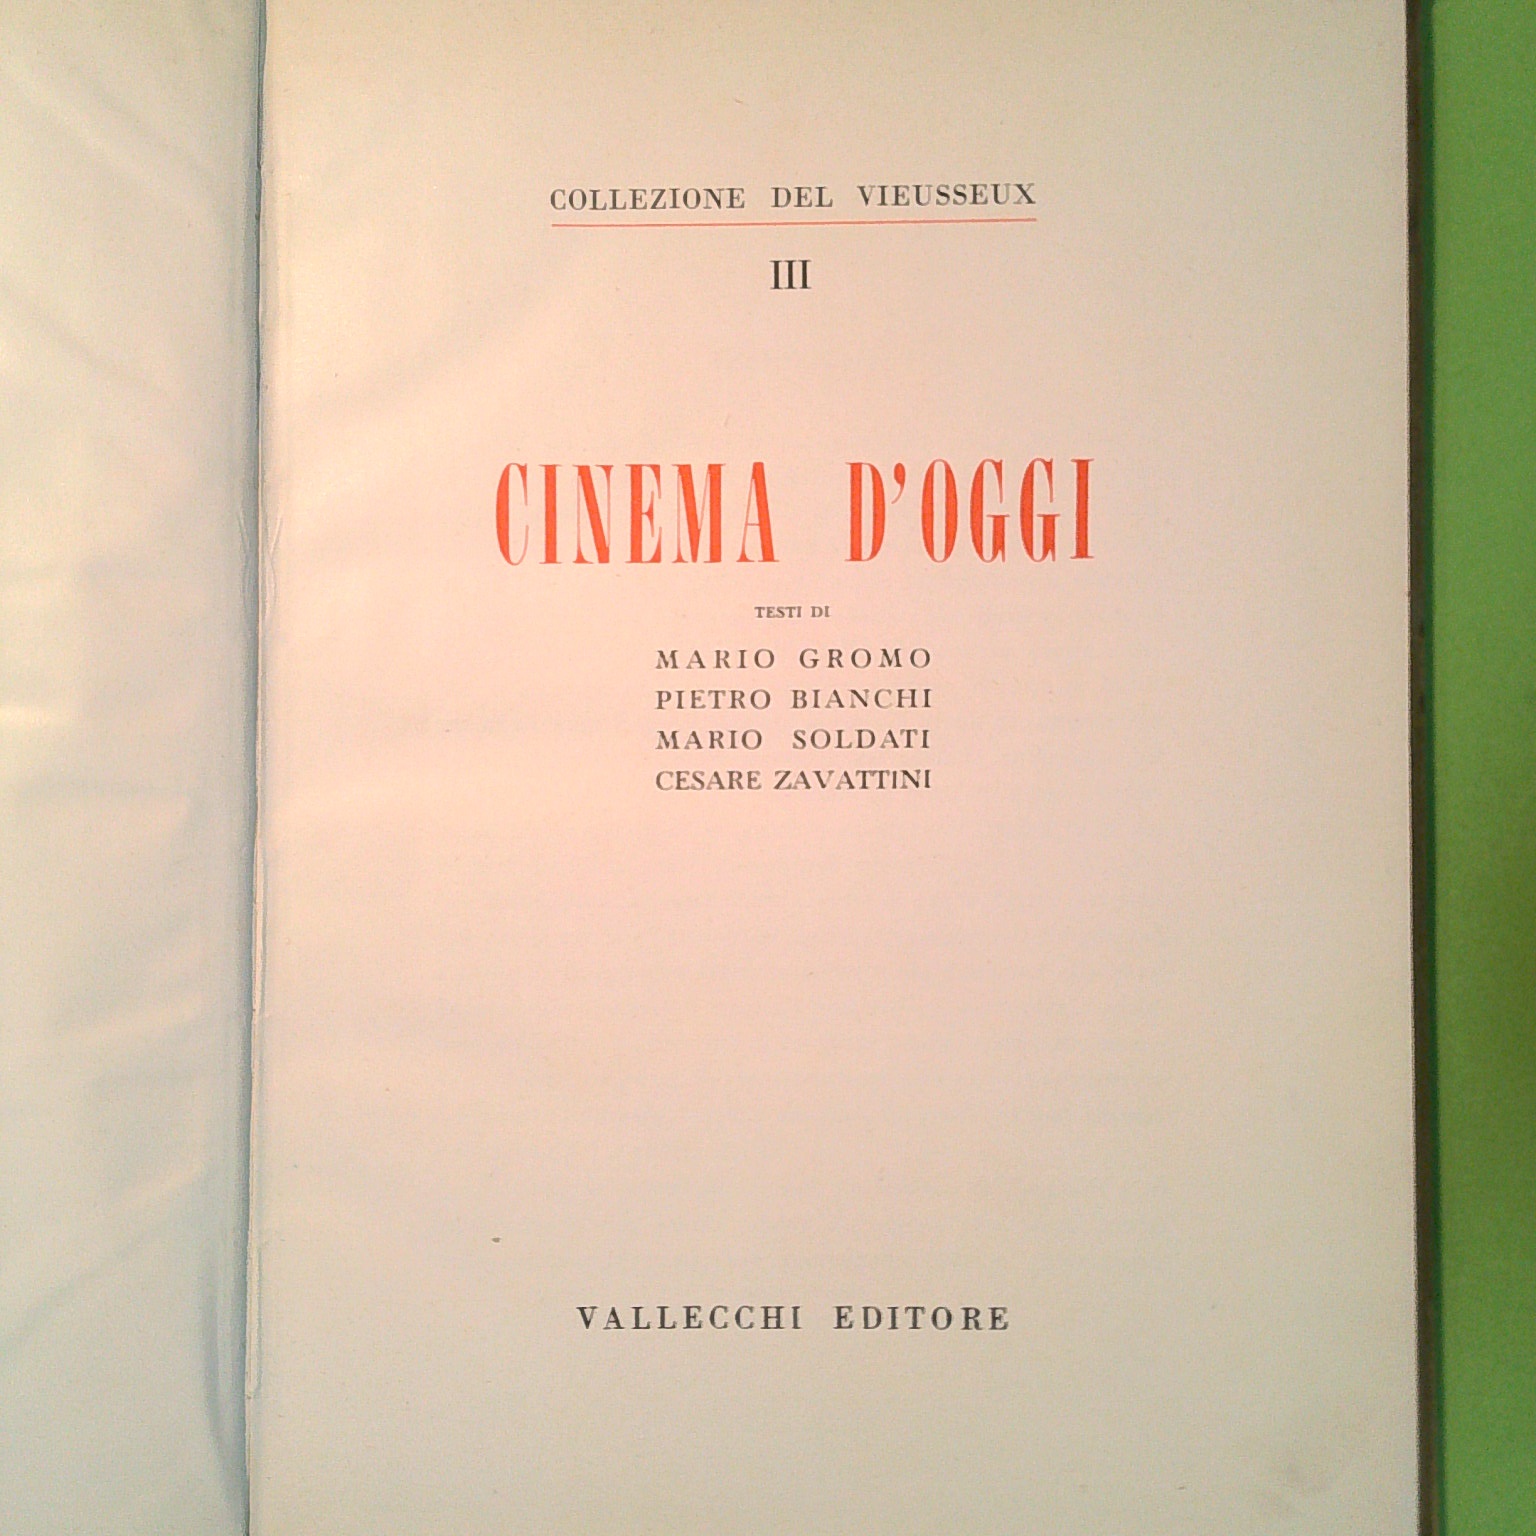 COLLEZIONE DEL VIEUSSEUX
III
CINEMA D'OGGI
TESTI DI
MARIO GROMO
PIETRO BIANCHI
MARIO SOLDATI
CESARE ZAVATTINI
VALLECCHI EDITORE